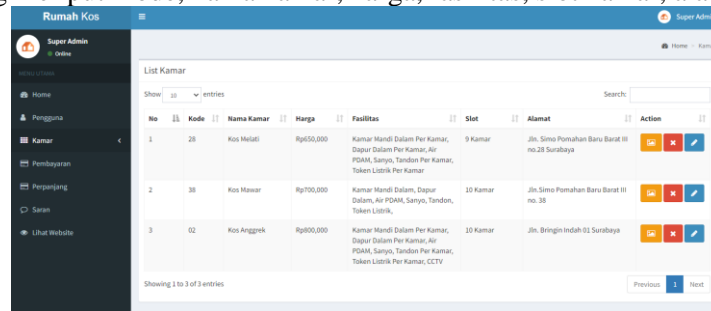 Rumah Kos
Super Admin
Super Admin
Online
Home
MENU UTAMA
List Kamar
Home
Show 10 entries Search:
Pengguna
No Kode Nama Kamar Harga Fasilitas Slot Alamat Action
Kamar
1 28 Kos Melati Rp650,000 Kamar Mandi Dalam Per Kamar, 9 Kamar Jln. Simo Pomahan Baru Barat III
Dapur Dalam Per Kamar, Air no.28 Surabaya
Pembayaran
PDAM, Sanyo, Tandon Per Kamar,
Token Listrik Per Kamar
Perpanjang
2 38 Kos Mawar Rp700,000 Kamar Mandi Dalam, Dapur 10 Kamar Jln.Simo Pomahan Baru Barat III
Dalam, Air PDAM, Sanyo, Tandon, no. 38
Saran
Token Listrik,
Lihat Website
3 02 Kos Anggrek Rp800,000 Kamar Mandi Dalam Per Kamar, 10 Kamar Jln. Bringin Indah 01 Surabaya
Dapur Dalam Per Kamar, Air
PDAM, Sanyo, Tandon Per Kamar,
Token Listrik Per Kamar, CCTV
Showing 1 to 3 of 3 entries Previous 1 Next